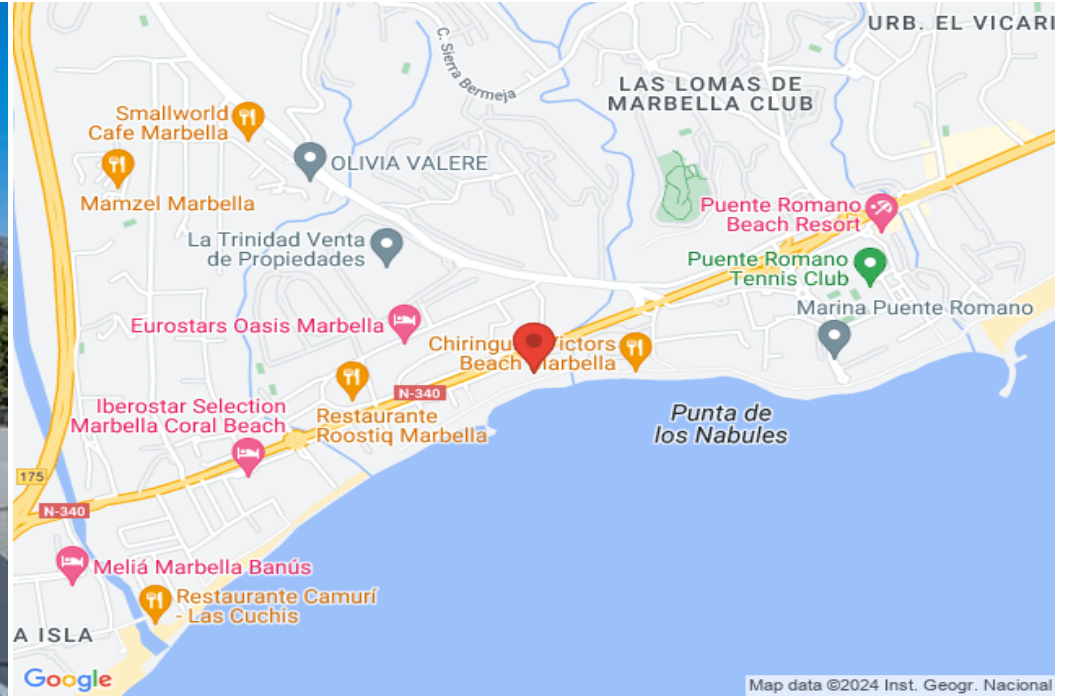 URB. EL VICARI
C. Sierra Bermeja
LAS LOMAS DE
MARBELLA CLUB
Smallworld
Cafe Marbella
OLIVIA VALERE
Mamzel Marbella
Puente Romano
Beach Resort
La Trinidad Venta
de Propiedades
Puente Romano
Tennis Club
Marina Puente Romano
Eurostars Oasis Marbella
Victors
Beach Marbella
N-340
Iberostar Selection
Marbella Coral Beach
Restaurante
Roostiq Marbella
Punta de
los Nabules
175
N-340
Meliá Marbella Banús
Restaurante Camurí
- Las Cuchis
A ISLA
Google
Map data ©2024 Inst. Geogr. Nacional